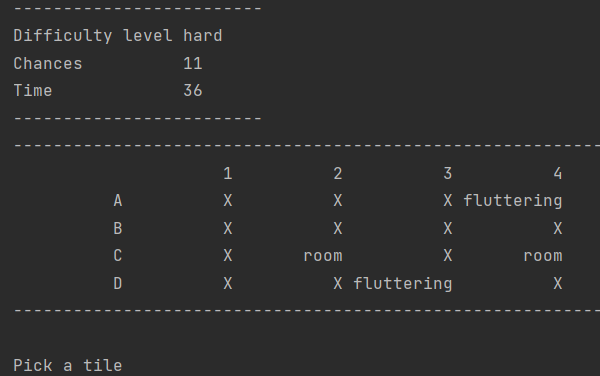 -------------------------
Difficulty level hard
Chances          11
Time             36
-------------------------
-----------------------------------------------------------
                     1          2          3          4
          A          X          X          X fluttering
          B          X          X          X          X
          C          X       room          X       room
          D          X          X fluttering          X
-----------------------------------------------------------
Pick a tile